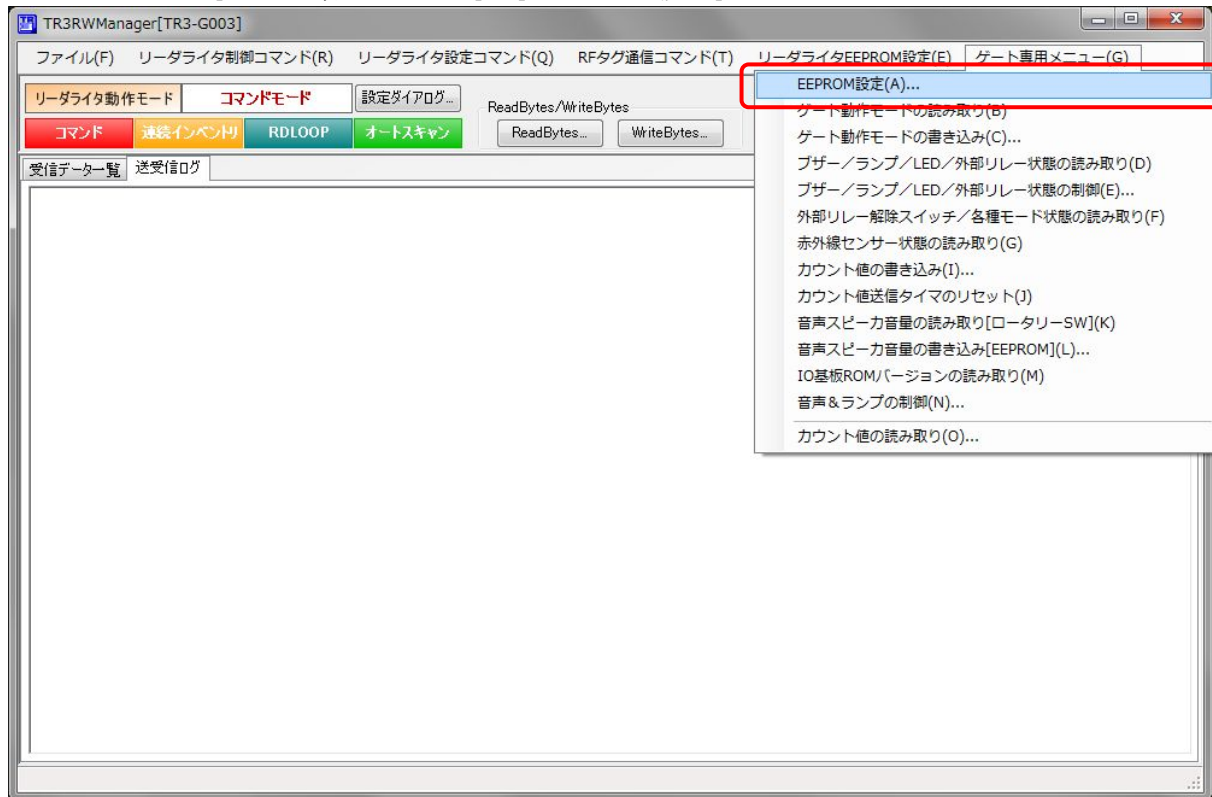 TR3RWManager[TR3-G003]
ファイル(F) リーダライタ制御コマンド(R) リーダライタ設定コマンド(Q) RFタグ通信コマンド(T) リーダライタEEPROM設定(E) ゲート専用メニュー(G)
リーダライタ動作モード コマンドモード 設定ダイアログ...
ReadBytes/WriteBytes
コマンド 連続インベントリ RDLOOP オートスキャン ReadBytes... WriteBytes...
受信データ一覧 送受信ログ
EEPROM設定(A)...
ゲート動作モードの読み取り(B)
ゲート動作モードの書き込み(C)...
ブザー／ランプ／LED／外部リレー状態の読み取り(D)
ブザー／ランプ／LED／外部リレー状態の制御(E)...
外部リレー解除スイッチ／各種モード状態の読み取り(F)
赤外線センサー状態の読み取り(G)
カウント値の書き込み(I)...
カウント値送信タイマのリセット(J)
音声スピーカ音量の読み取り[ロータリーSW](K)
音声スピーカ音量の書き込み[EEPROM](L)...
IO基板ROMバージョンの読み取り(M)
音声＆ランプの制御(N)...
カウント値の読み取り(O)...